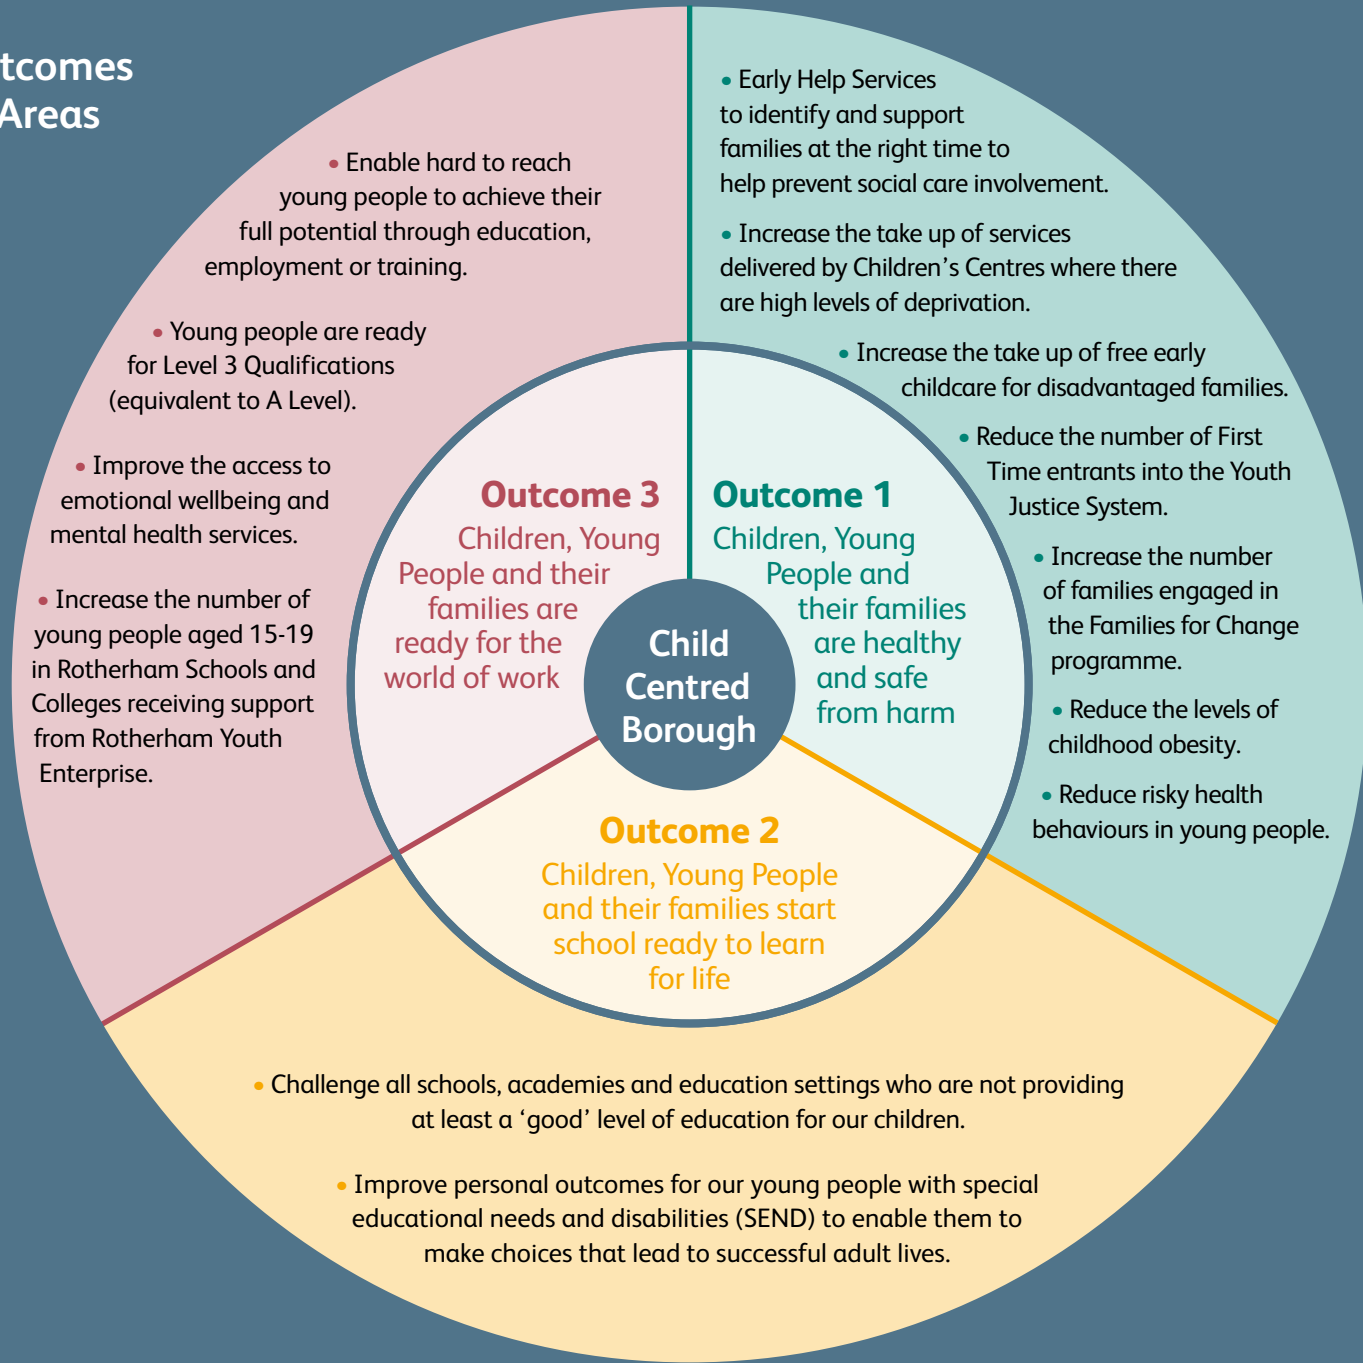 tcomes
Areas
• Early Help Services
to identify and support
families at the right time to
help prevent social care involvement.
• Increase the take up of services
delivered by Children’s Centres where there
are high levels of deprivation.
• Increase the take up of free early
childcare for disadvantaged families.
• Reduce the number of First
Time entrants into the Youth
Justice System.
• Increase the number
of families engaged in
the Families for Change
programme.
• Reduce the levels of
childhood obesity.
• Reduce risky health
behaviours in young people.
• Enable hard to reach
young people to achieve their
full potential through education,
employment or training.
• Young people are ready
for Level 3 Qualifications
(equivalent to A Level).
• Improve the access to
emotional wellbeing and
mental health services.
• Increase the number of
young people aged 15-19
in Rotherham Schools and
Colleges receiving support
from Rotherham Youth
Enterprise.
Outcome 3
Children, Young
People and their
families are
ready for the
world of work
Outcome 1
Children, Young
People and
their families
are healthy
and safe
from harm
Child
Centred
Borough
Outcome 2
Children, Young People
and their families start
school ready to learn
for life
• Challenge all schools, academies and education settings who are not providing
at least a ‘good’ level of education for our children.
• Improve personal outcomes for our young people with special
educational needs and disabilities (SEND) to enable them to
make choices that lead to successful adult lives.